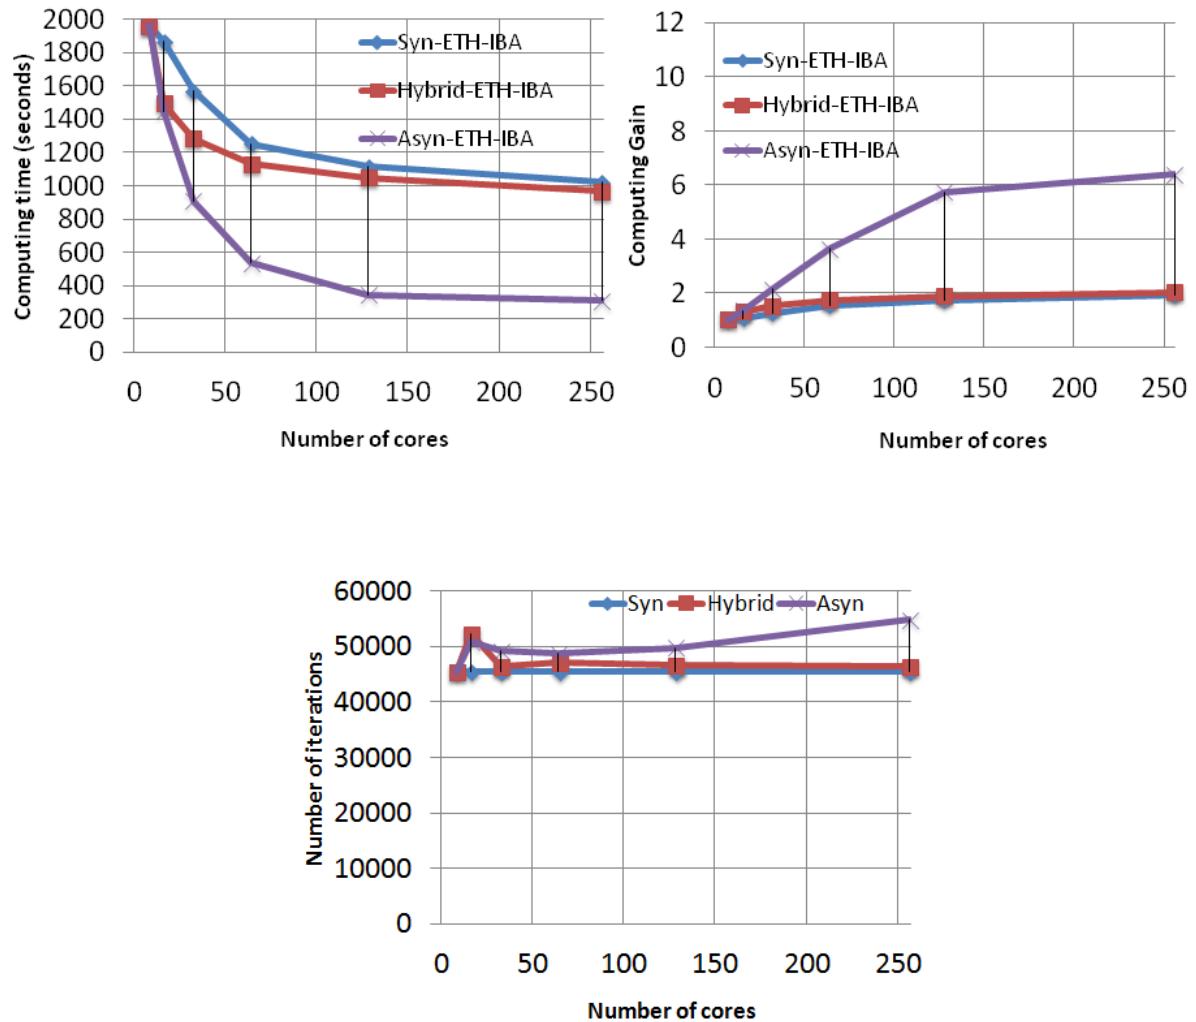 2000
1800
1600
1400
1200
1000
800
600
400
200
0
Computing time (seconds)
Syn-ETH-IBA
Hybrid-ETH-IBA
Asyn-ETH-IBA
0 50 100 150 200 250
Number of cores
12
10
8
6
4
2
0
Computing Gain
Syn-ETH-IBA
Hybrid-ETH-IBA
Asyn-ETH-IBA
0 50 100 150 200 250
Number of cores
60000
50000
40000
30000
20000
10000
0
Number of iterations
Syn Hybrid Asyn
0 50 100 150 200 250
Number of cores